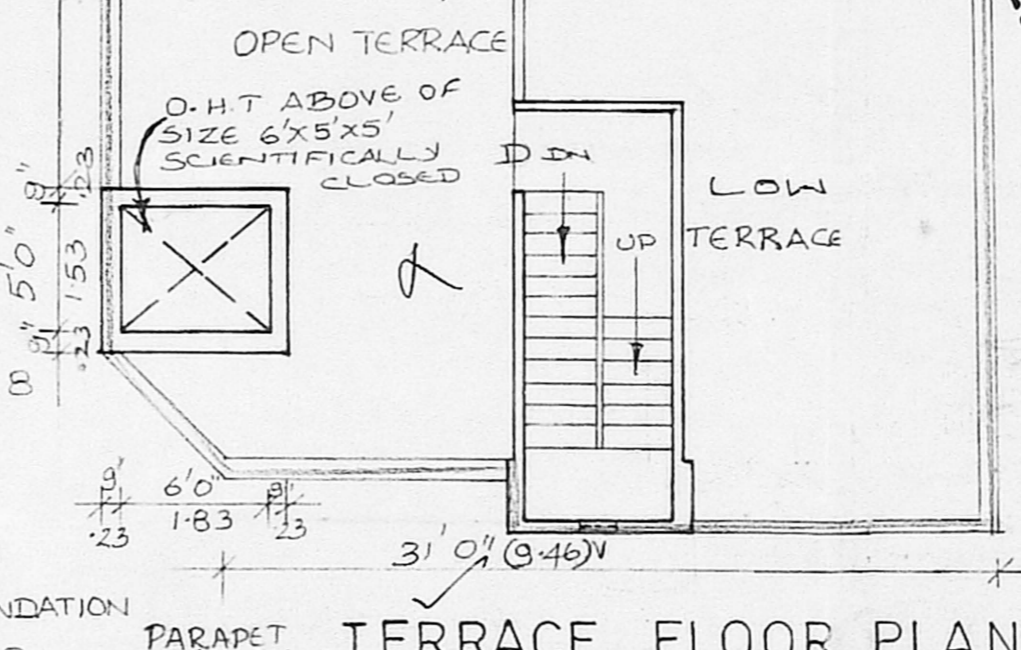 OPEN TERRACE
O.H.T ABOVE OF
SIZE 6'X5'X5'
SCIENTIFICALLY
CLOSED
D DN
LOW
TERRACE
UP
9"
.23
5'0"
1.53
9"
.23
8
9'
6'0"
9"
.23
1.83
.23
31' 0" (9.46)
NDATION
PARAPET
TERRACE FLOOR PLAN